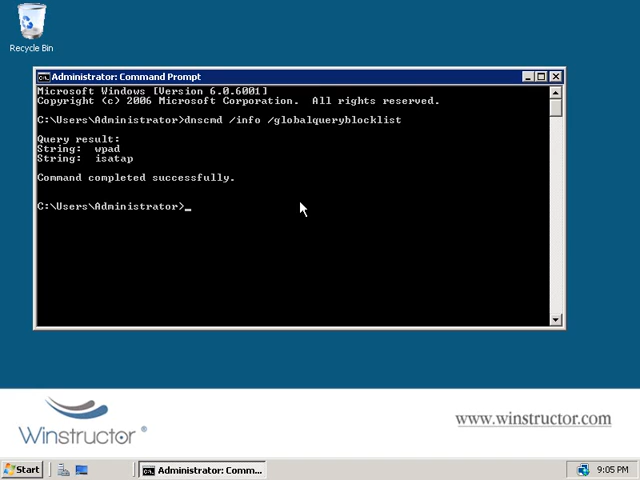 Recycle Bin
Administrator: Command Prompt
Microsoft Windows [Version 6.0.6001]
Copyright (c) 2006 Microsoft Corporation.  All rights reserved.
C:\Users\Administrator>dnscmd /info /globalqueryblocklist
Query result:
String:  wpad
String:  isatap
Command completed successfully.
C:\Users\Administrator>_
www.winstructor.com
Winstructor ®
Start
Administrator: Comm...
9:05 PM